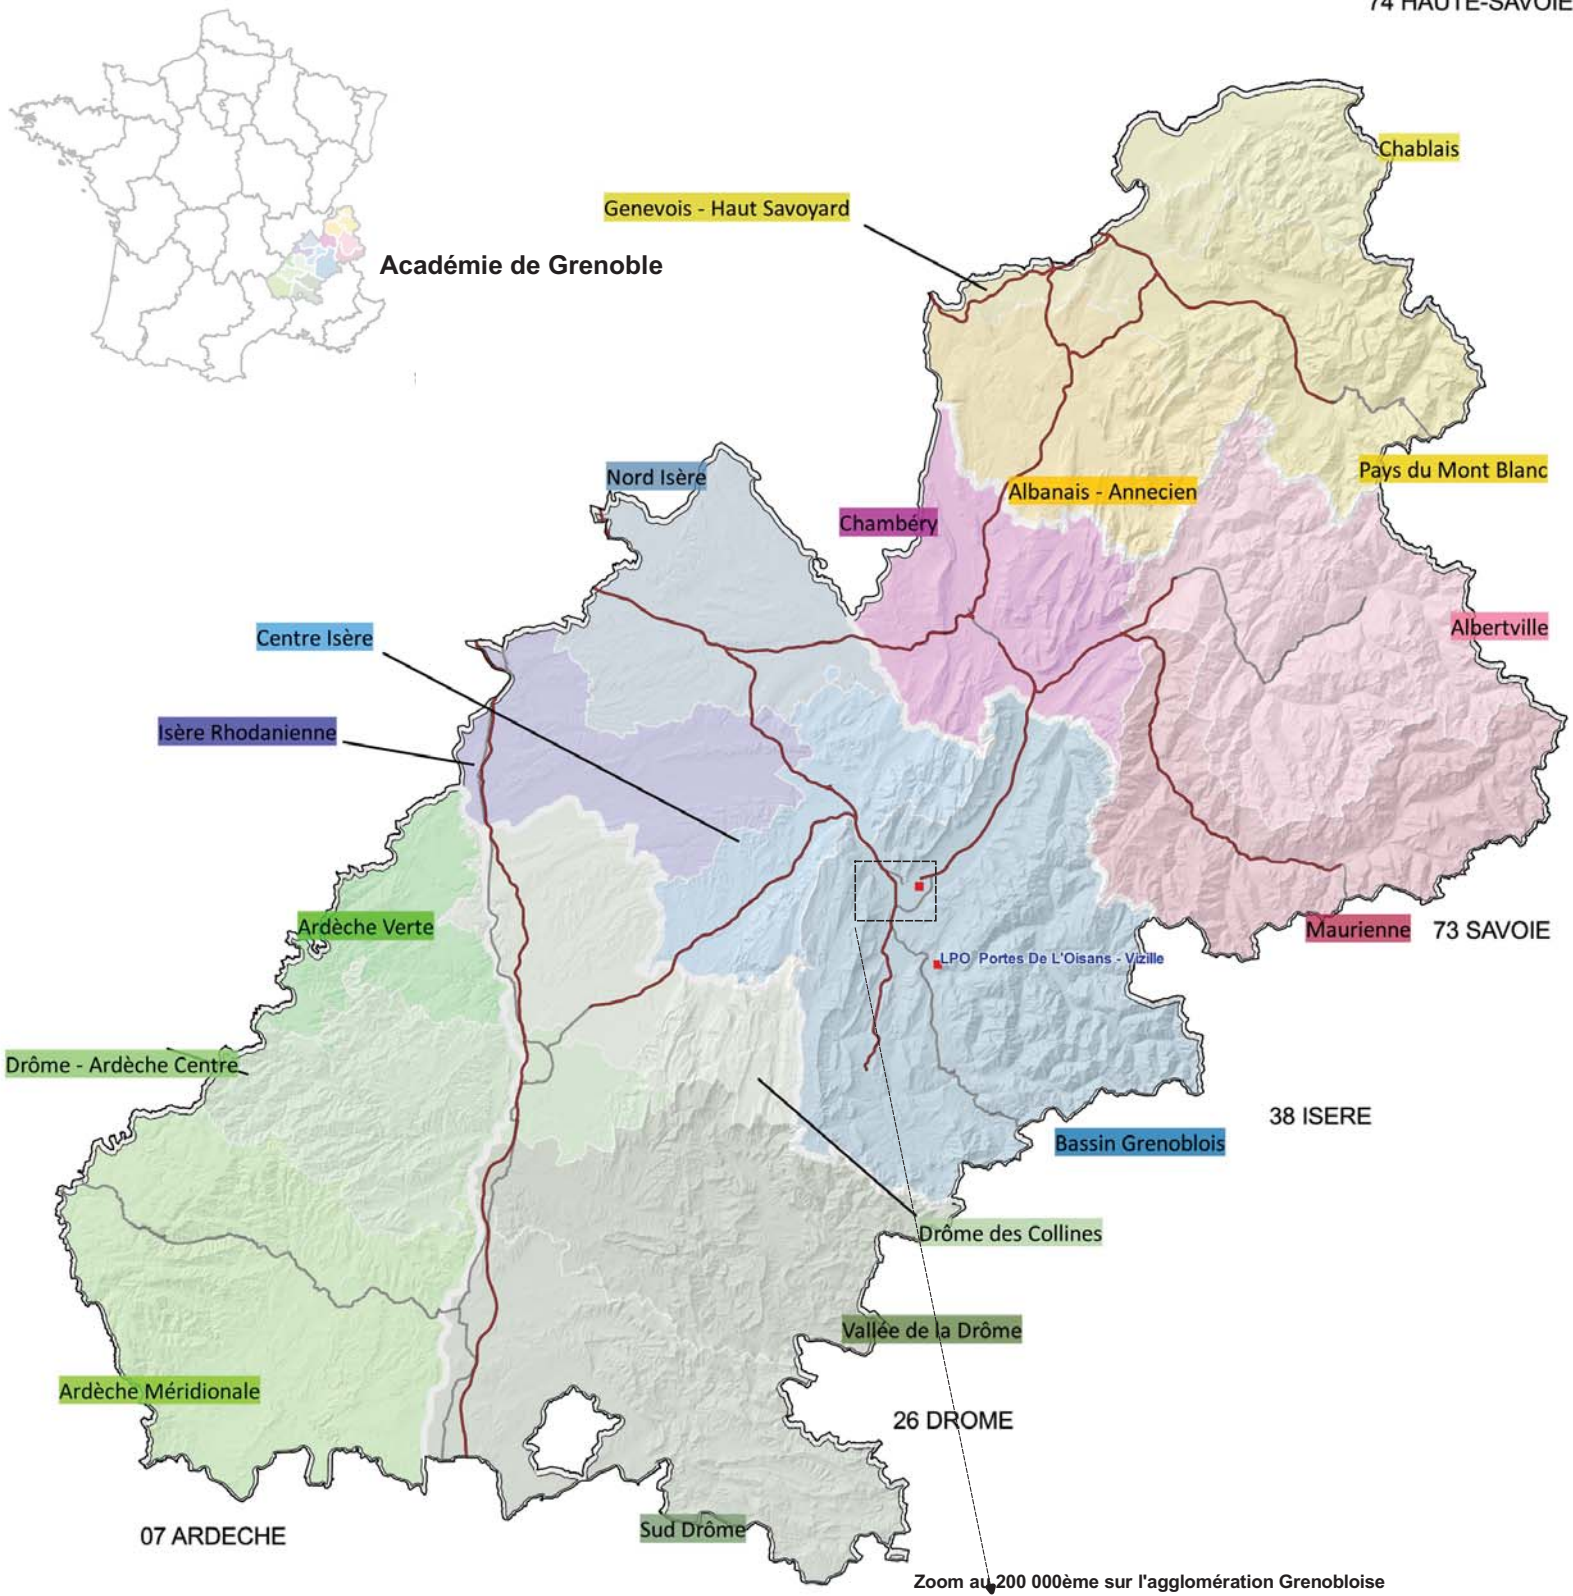 74 HAUTE-SAVOIE
Chablais
Genevois - Haut Savoyard
Académie de Grenoble
Pays du Mont Blanc
Nord Isère
Albanais - Annecien
Chambéry
Albertville
Centre Isère
Isère Rhodanienne
Ardèche Verte
Maurienne
73 SAVOIE
LPO Portes De L'Oisans - Vizille
Drôme - Ardèche Centre
38 ISERE
Bassin Grenoblois
Drôme des Collines
Vallée de la Drôme
Ardèche Méridionale
26 DROME
Sud Drôme
07 ARDECHE
Zoom au 200 000ème sur l'agglomération Grenobloise